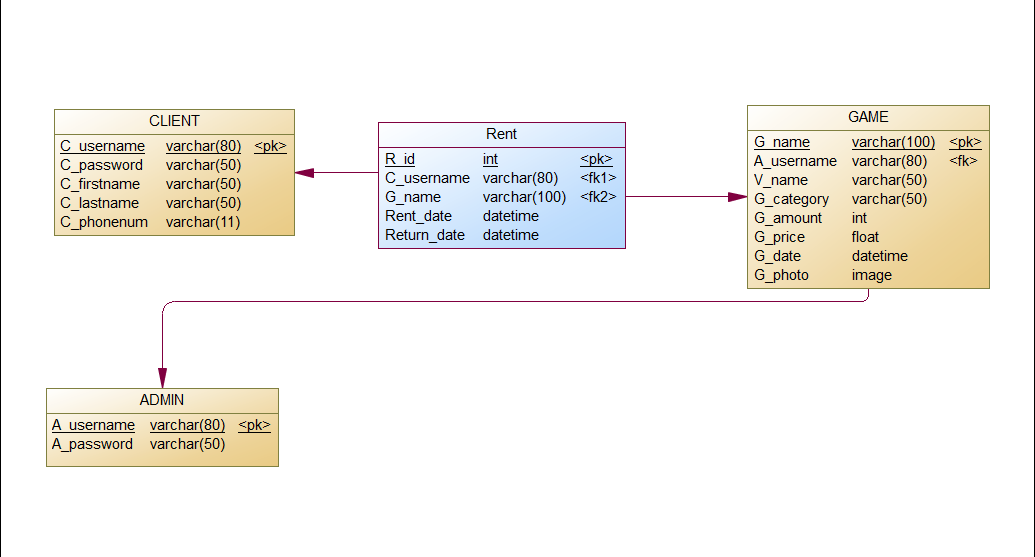 CLIENT
C_username varchar(80) <pk>
C_password varchar(50)
C_firstname varchar(50)
C_lastname varchar(50)
C_phonenum varchar(11)
Rent
R_id int <pk>
C_username varchar(80) <fk1>
G_name varchar(100) <fk2>
Rent_date datetime
Return_date datetime
GAME
G_name varchar(100) <pk>
A_username varchar(80) <fk>
V_name varchar(50)
G_category varchar(50)
G_amount int
G_price float
G_date datetime
G_photo image
ADMIN
A_username varchar(80) <pk>
A_password varchar(50)